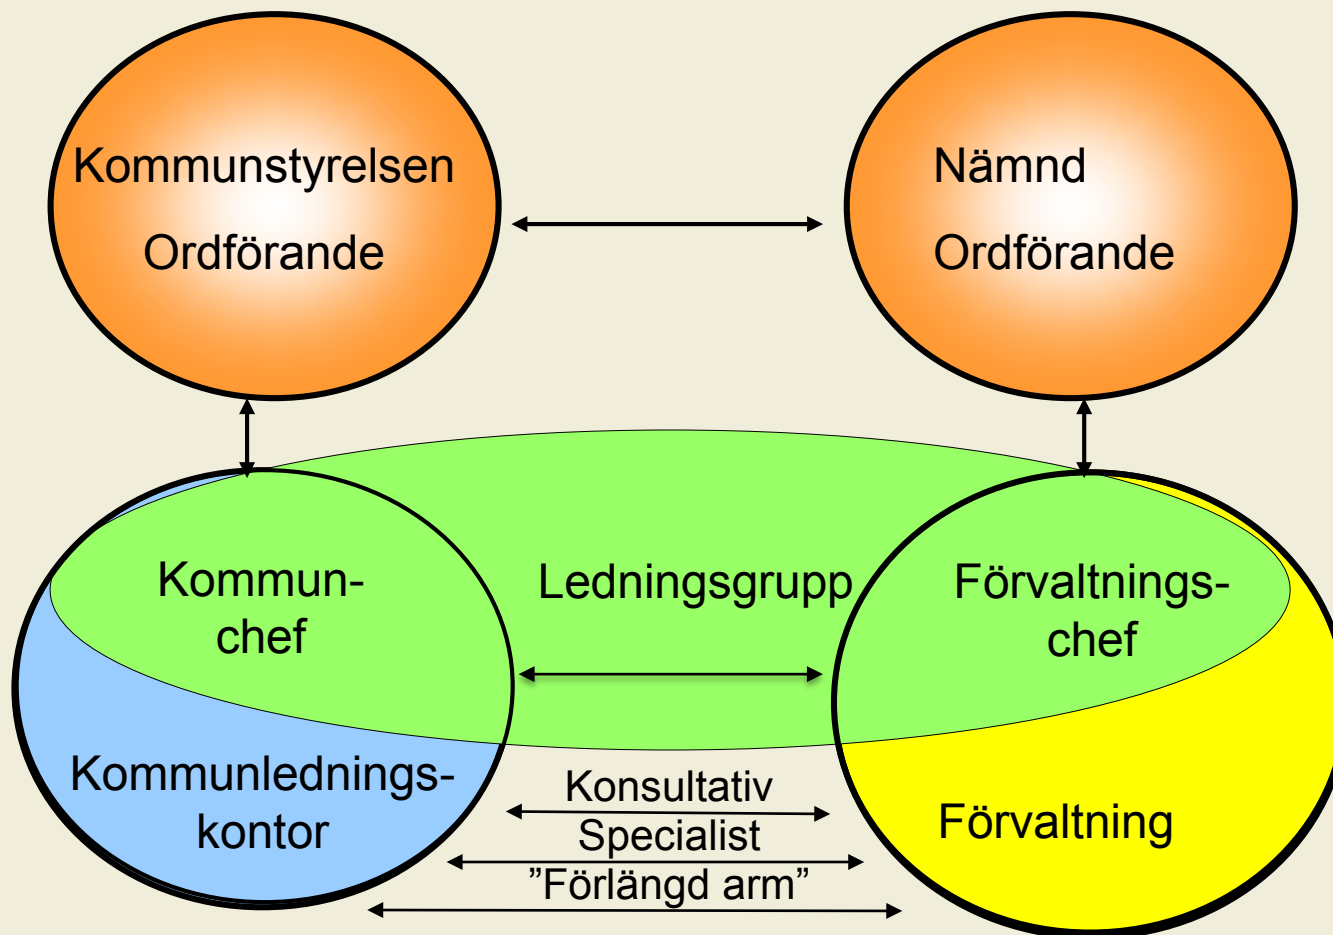 Kommunstyrelsen
Ordförande
Nämnd
Ordförande
Kommun-
chef
Ledningsgrupp
Förvaltnings-
chef
Kommunlednings-
kontor
Konsultativ
Specialist
”Förlängd arm”
Förvaltning